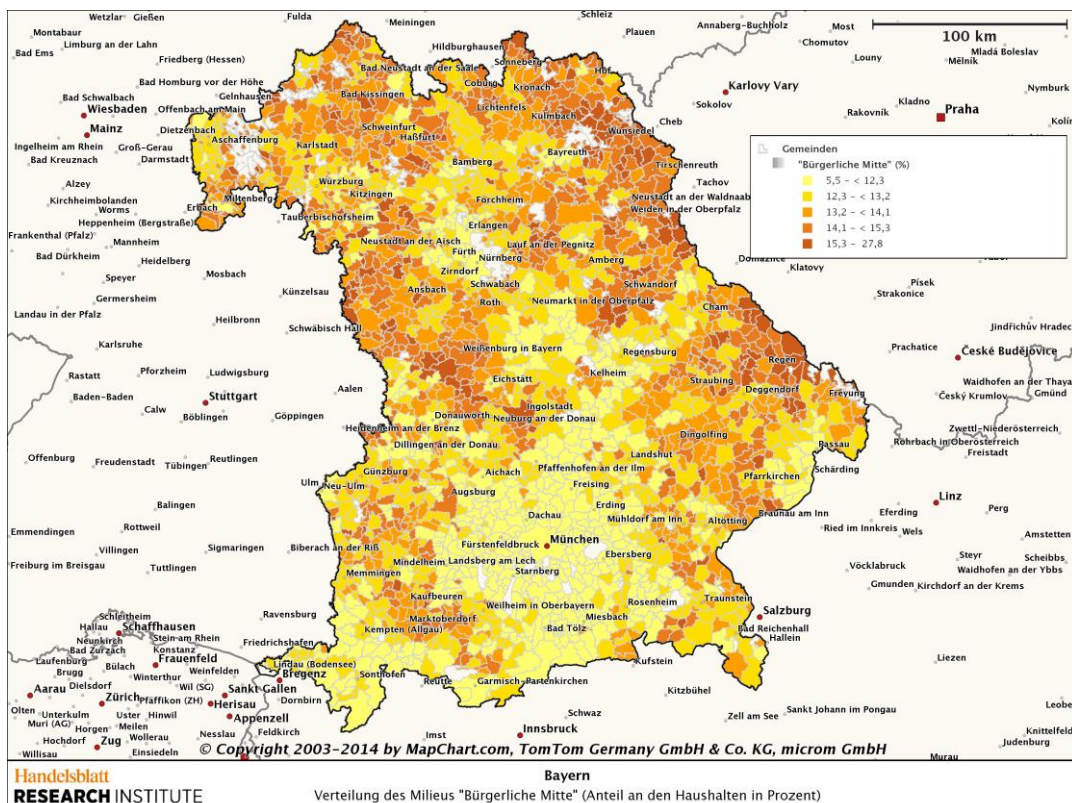 Wetzlar Gießen Fulda Meiningen Schleiz Annaberg-Buchholz Most
Montabaur Plauen Chomutov 100 km
Bad Ems Limburg an der Lahn Hildburghausen Mladá Boleslav
Friedberg (Hessen) Bad Neustadt an der Saale Sonneberg Hof Louny Mělník
Bad Homburg vor der Höhe Coburg Kronach Karlovy Vary Nymburk
Bad Schwalbach Gelnhausen Bad Kissingen Lichtenfels Sokolov Kladno
Wiesbaden Offenbach am Main Kulmbach Cheb Rakovník Praha
Mainz Dietzenbach Aschaffenburg Schweinfurt Haßfurt Wunsiedel
Ingelheim am Rhein Groß-Gerau Karlstadt
Bad Kreuznach Darmstadt Bamberg Bayreuth Tirschenreuth
Alzey Würzburg Tachov
Kirchheimbolanden Erbach Miltenberg Kitzingen Forchheim Neustadt an der Waldnaab
Worms Tauberbischofsheim Weiden in der Oberpfalz
Heppenheim (Bergstraße) Erlangen
Frankenthal (Pfalz) Mannheim Neustadt an der Aisch Fürth Lauf an der Pegnitz
Bad Dürkheim Heidelberg Mosbach Zirndorf Nürnberg Amberg Klatovy
Speyer Künzelsau Ansbach Schwabach Schwandorf Písek
Germersheim Roth Neumarkt in der Oberpfalz Strakonice
Landau in der Pfalz Heilbronn Schwäbisch Hall Cham Jindřichův Hradec
Karlsruhe Weißenburg in Bayern Regensburg Regen Prachatice České Budějovice
Rastatt Pforzheim Ludwigsburg Aalen Eichstätt Kelheim Straubing Deggendorf Waidhofen an der Thaya
Baden-Baden Stuttgart Freyung Český Krumlov Gmünd
Calw Böblingen Göppingen Donauwörth Ingolstadt
Neuburg an der Donau
Heidenheim an der Brenz Dingolfing Zwettl-Niederösterreich
Offenburg Freudenstadt Tübingen Reutlingen Dillingen an der Donau Landshut Passau Rohrbach in Oberösterreich
Freistadt
Ulm Neu-Ulm Günzburg Aichach Pfaffenhofen an der Ilm Pfarrkirchen Schärding
Balingen Augsburg Freising Linz
Emmendingen Rottweil Dachau Erding Mühldorf am Inn Altötting Braunau am Inn Eferding Perg
Ried im Innkreis Wels Amstetten
Villingen Sigmaringen Biberach an der Riß Fürstenfeldbruck München
Freiburg im Breisgau Tuttlingen Mindelheim Landsberg am Lech Ebersberg Steyr Scheibbs
Memmingen Starnberg Vöcklabruck Waidhofen an der Ybbs
Kaufbeuren Rosenheim Traunstein Gmunden Kirchdorf an der Krems
Schleitheim Ravensburg Marktoberdorf Weilheim in Oberbayern Miesbach Salzburg
Hallau Schaffhausen Kempten (Allgäu) Bad Tölz Bad Reichenhall
Neunkirch Stein am Rhein Friedrichshafen Hallein
Bad Zurzach Konstanz
Laufenburg Frauenfeld Lindau (Bodensee) Kufstein Liezen
Brugg Bülach Weinfelden Bregenz Sonthofen Reutte Garmisch-Partenkirchen
Aarau Dielsdorf Winterthur Wil (SG) Sankt Gallen Dornbirn Kitzbühel
Olten Zürich Pfäffikon (ZH) Herisau
Unterkulm Uster Hinwil Schwaz Zell am See Sankt Johann im Pongau Leoben
Muri (AG) Meilen Appenzell
Horgen Feldkirch Innsbruck Knittelfeld
Hochdorf Zug Wollerau Nesslau Imst Judenburg
Willisau Einsiedeln Murau
Gemeinden
"Bürgerliche Mitte" (%)
5,5 - < 12,3
12,3 - < 13,2
13,2 - < 14,1
14,1 - < 15,3
15,3 - 27,8
© Copyright 2003-2014 by MapChart.com, TomTom Germany GmbH & Co. KG, microm GmbH
Handelsblatt
RESEARCH INSTITUTE
Bayern
Verteilung des Milieus "Bürgerliche Mitte" (Anteil an den Haushalten in Prozent)